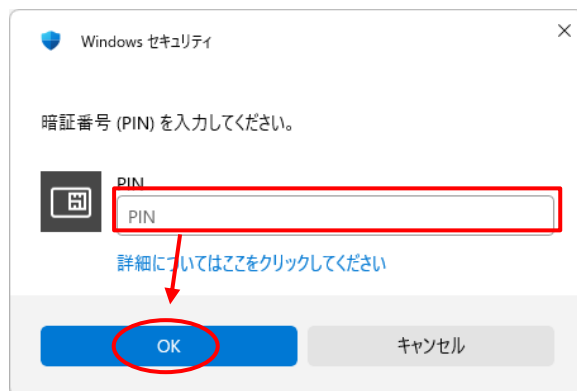 Windows セキュリティ
暗証番号 (PIN) を入力してください。
PIN
PIN
詳細についてはここをクリックしてください
OK
キャンセル